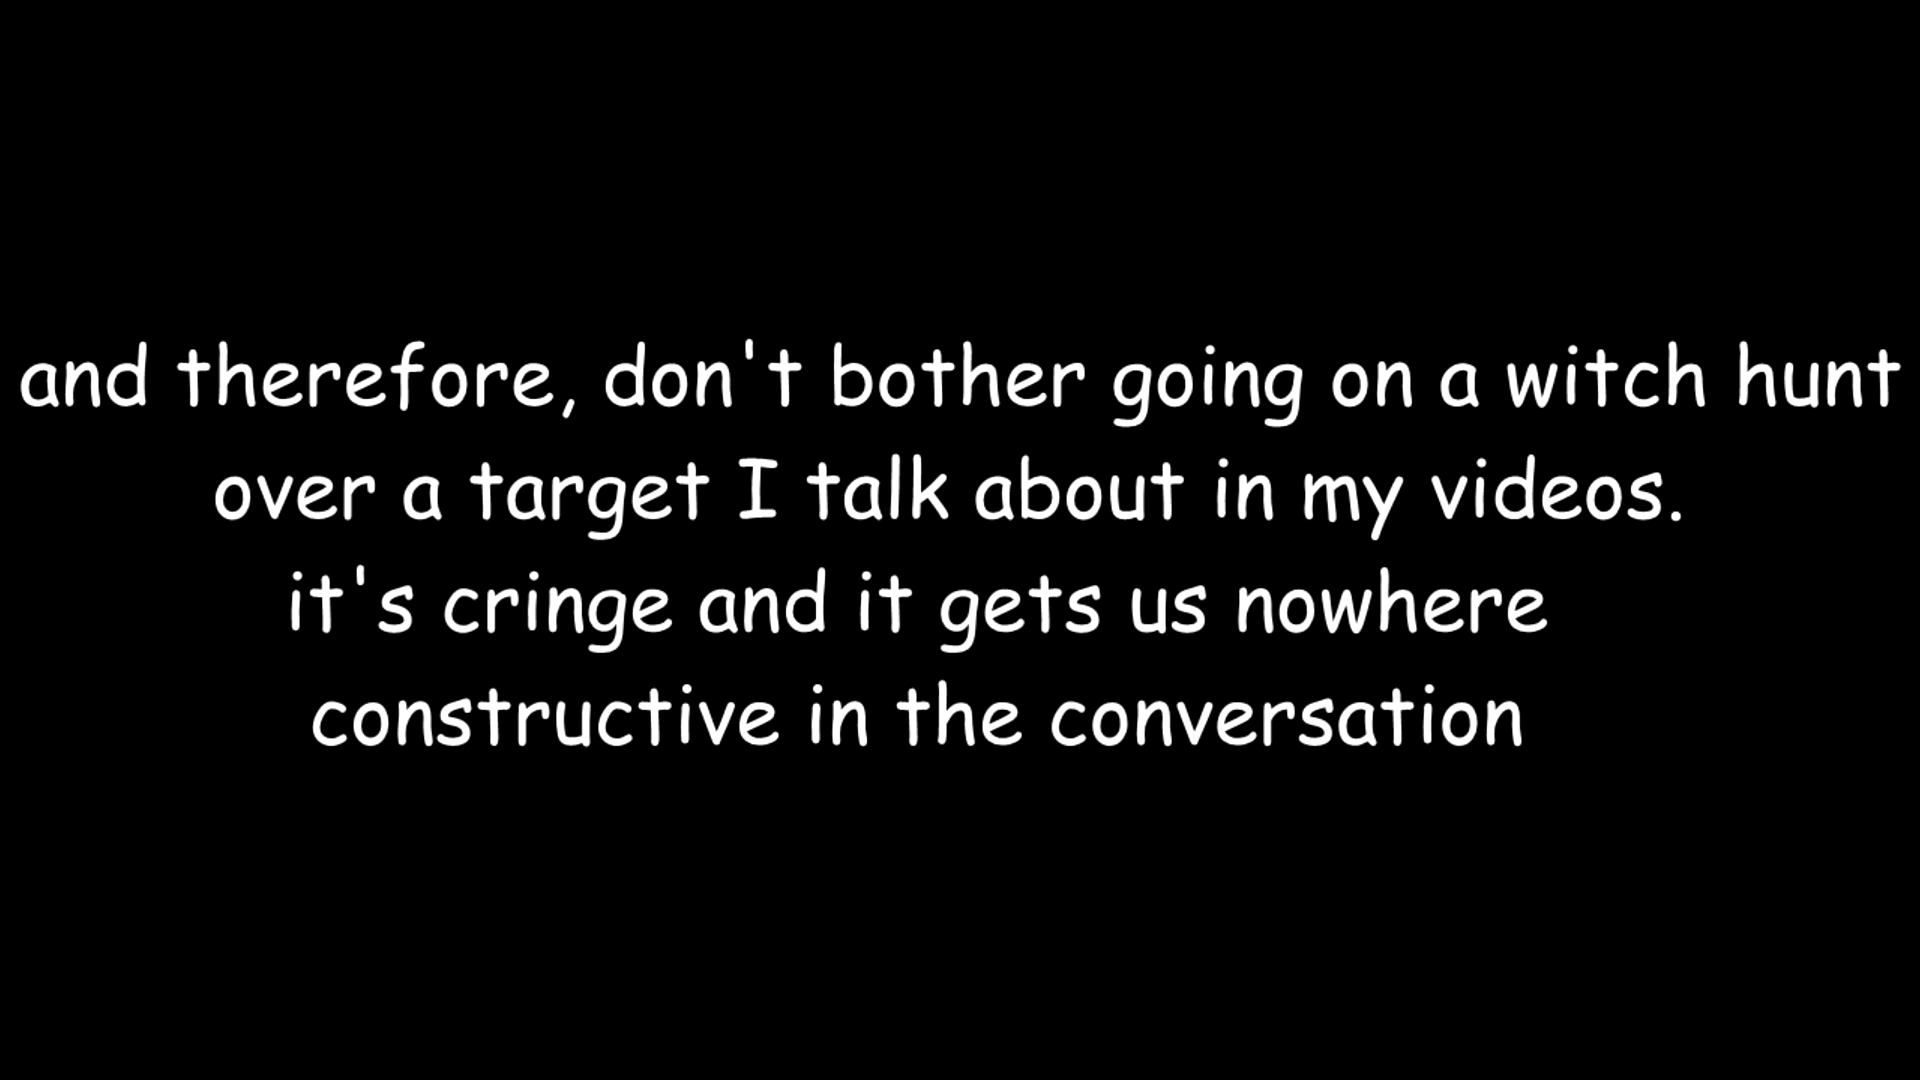 and therefore, don't bother going on a witch hunt
over a target I talk about in my videos.
it's cringe and it gets us nowhere
constructive in the conversation